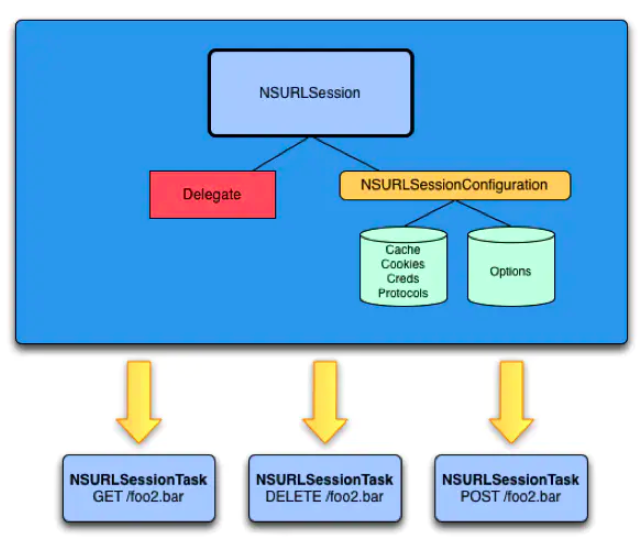 NSURLSession
Delegate
NSURLSessionConfiguration
Cache
Cookies
Creds
Protocols
Options
NSURLSessionTask
GET /foo2.bar
NSURLSessionTask
DELETE /foo2.bar
NSURLSessionTask
POST /foo2.bar